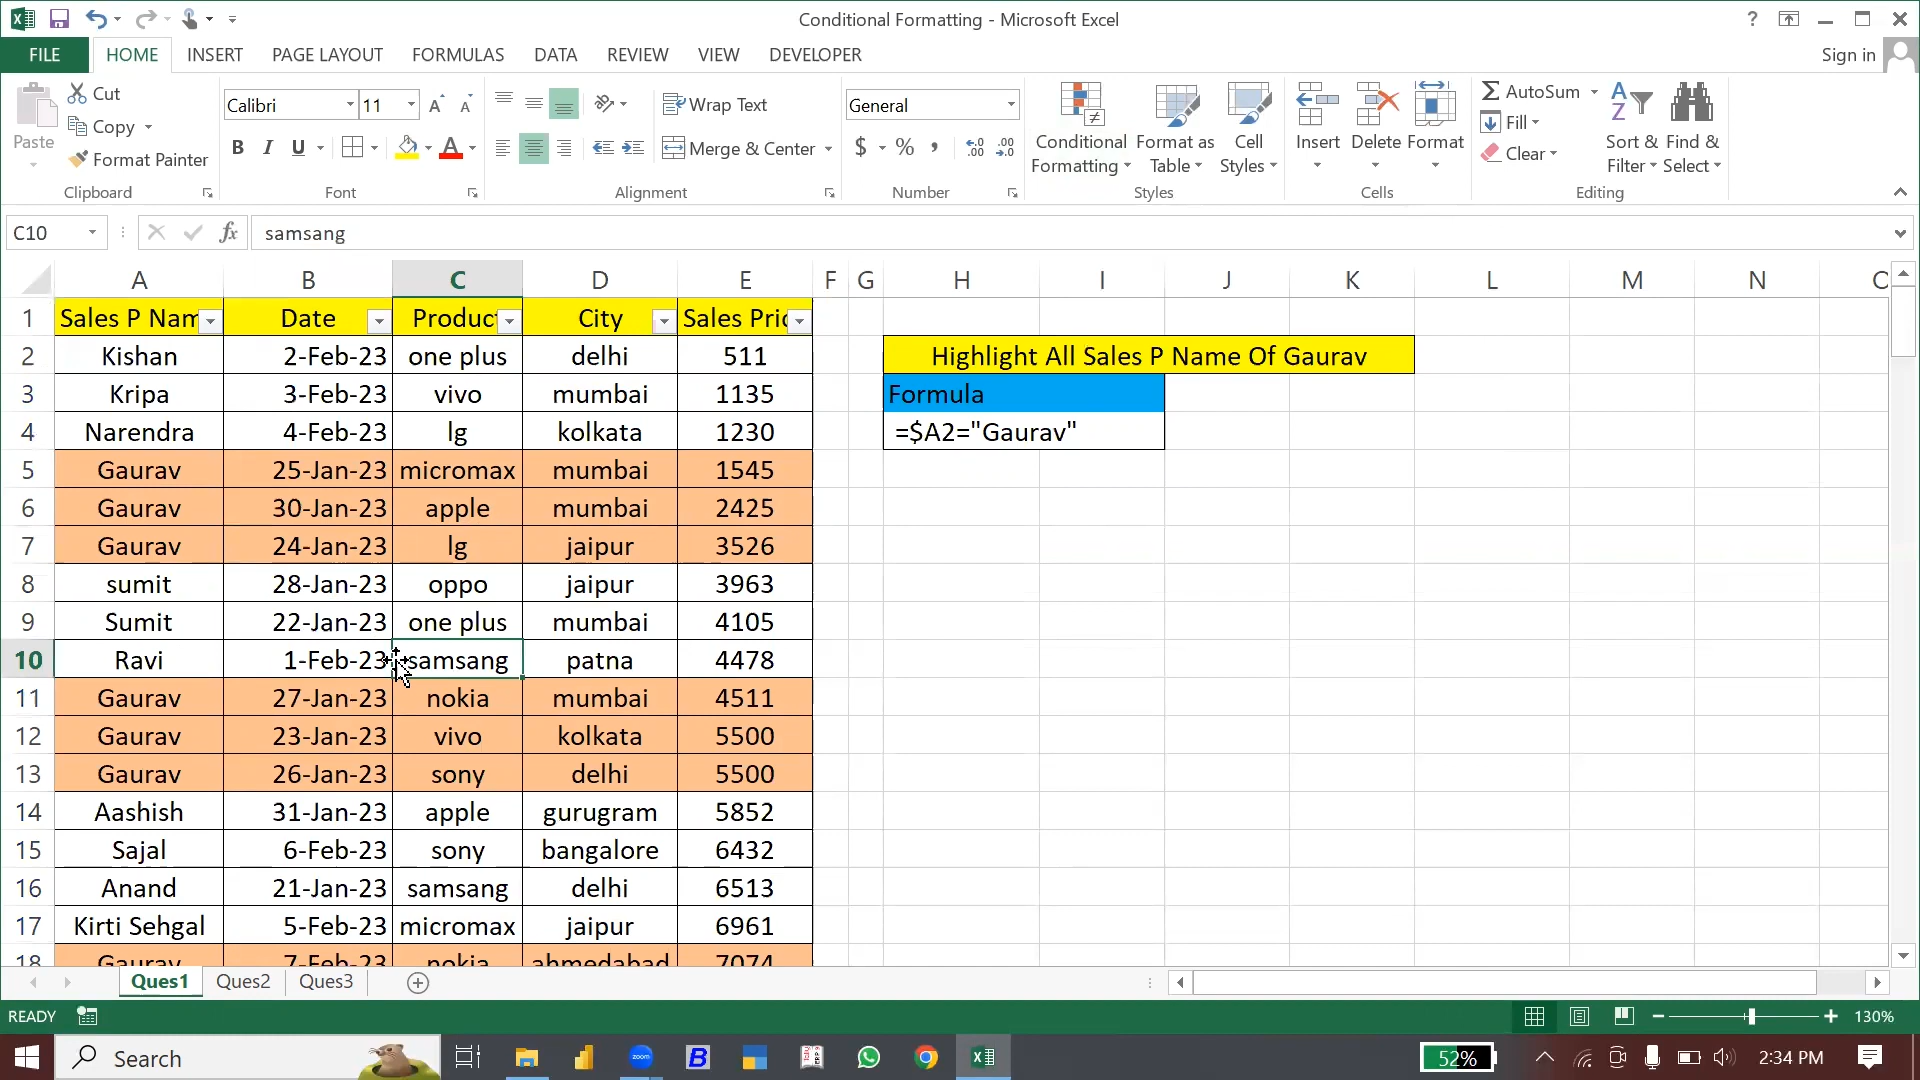 Conditional Formatting - Microsoft Excel
?
FILE
HOME
INSERT
PAGE LAYOUT
FORMULAS
DATA
REVIEW
VIEW
DEVELOPER
Sign in
Paste
Cut
Copy
Format Painter
Clipboard
Calibri
11
B I U
Font
Wrap Text
Merge & Center
Alignment
General
$ % ,
Number
Conditional Formatting
Format as Table
Cell Styles
Styles
Insert
Delete
Format
Cells
AutoSum
Fill
Clear
Sort & Filter
Find & Select
Editing
C10
fx
samsang
A B C D E F G H I J K L M N
1 Sales P Nam Date Product City Sales Pric
2 Kishan 2-Feb-23 one plus delhi 511 Highlight All Sales P Name Of Gaurav
3 Kripa 3-Feb-23 vivo mumbai 1135 Formula
4 Narendra 4-Feb-23 lg kolkata 1230 =$A2="Gaurav"
5 Gaurav 25-Jan-23 micromax mumbai 1545
6 Gaurav 30-Jan-23 apple mumbai 2425
7 Gaurav 24-Jan-23 lg jaipur 3526
8 sumit 28-Jan-23 oppo jaipur 3963
9 Sumit 22-Jan-23 one plus mumbai 4105
10 Ravi 1-Feb-23 samsang patna 4478
11 Gaurav 27-Jan-23 nokia mumbai 4511
12 Gaurav 23-Jan-23 vivo kolkata 5500
13 Gaurav 26-Jan-23 sony delhi 5500
14 Aashish 31-Jan-23 apple gurugram 5852
15 Sajal 6-Feb-23 sony bangalore 6432
16 Anand 21-Jan-23 samsang delhi 6513
17 Kirti Sehgal 5-Feb-23 micromax jaipur 6961
18 Gaurav 7-Feb-23 nokia ahmedabad 7074
Ques1
Ques2
Ques3
READY
130%
Search
zoom
52%
2:34 PM